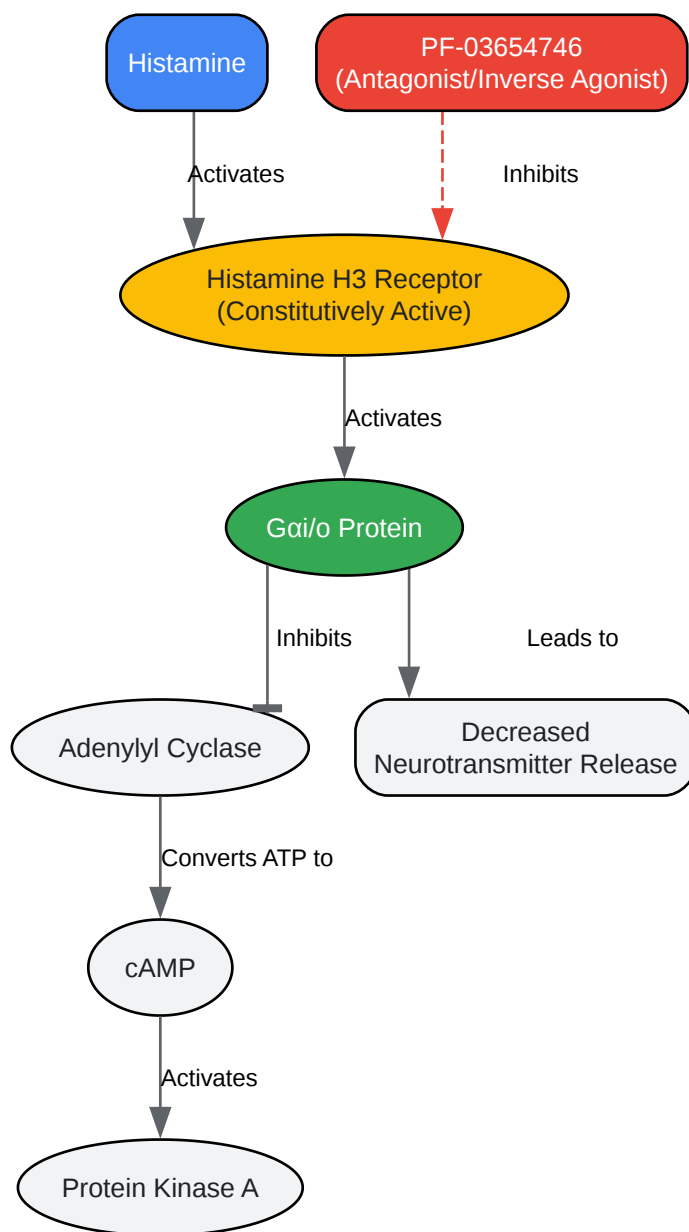 Histamine
PF-03654746
(Antagonist/Inverse Agonist)
Activates
Inhibits
Histamine H3 Receptor
(Constitutively Active)
Activates
Gαi/o Protein
Inhibits
Leads to
Adenylyl Cyclase
Decreased
Neurotransmitter Release
Converts ATP to
cAMP
Activates
Protein Kinase A